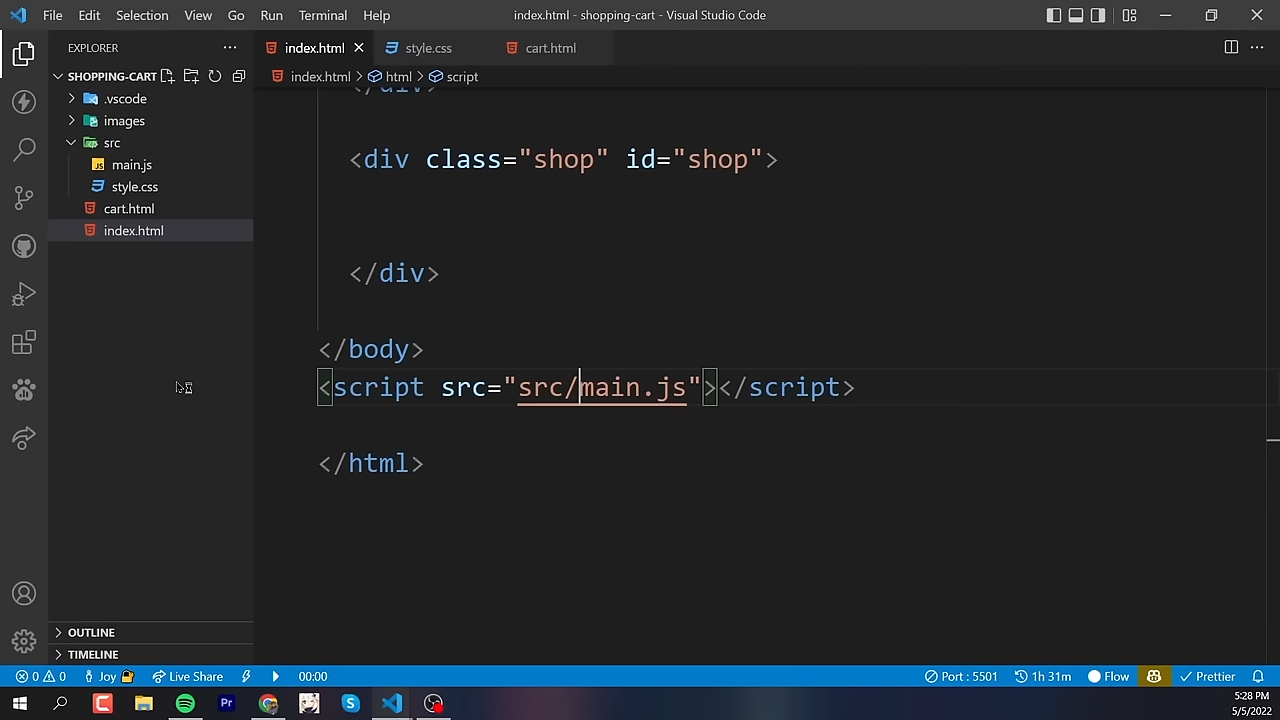 File Edit Selection View Go Run Terminal Help index.html - shopping-cart - Visual Studio Code
EXPLORER
SHOPPING-CART
.vscode
images
src
JS main.js
style.css
cart.html
index.html
OUTLINE
TIMELINE
index.html style.css cart.html
index.html > html > script
</div>
<div class="shop" id="shop">
</div>
</body>
<script src="src/main.js"></script>
</html>
0 0 Joy Live Share 00:00 Port : 5501 1h 31m Flow Prettier
Pr
5:28 PM
5/5/2022